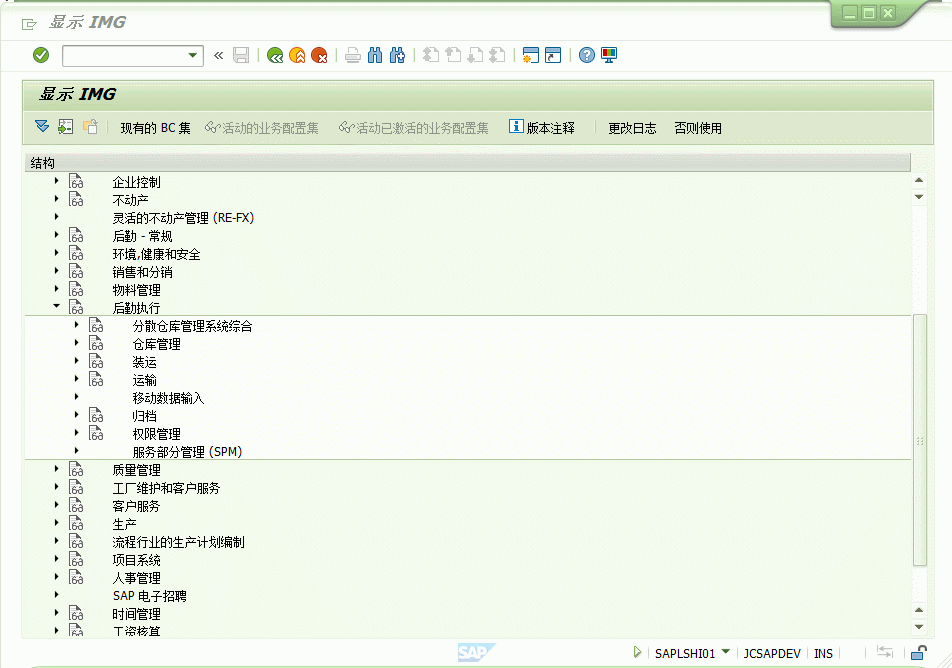 显示 IMG
显示 IMG
现有的 BC 集 活动的业务配置集 活动已激活的业务配置集 版本注释 更改日志 否则使用
结构
企业控制
不动产
灵活的不动产管理 (RE-FX)
后勤 - 常规
环境,健康和安全
销售和分销
物料管理
后勤执行
分散仓库管理系统综合
仓库管理
装运
运输
移动数据输入
归档
权限管理
服务部分管理 (SPM)
质量管理
工厂维护和客户服务
客户服务
生产
流程行业的生产计划编制
项目系统
人事管理
SAP 电子招聘
时间管理
工资核算
SAP SAPLSHI01 JCSAPDEV INS